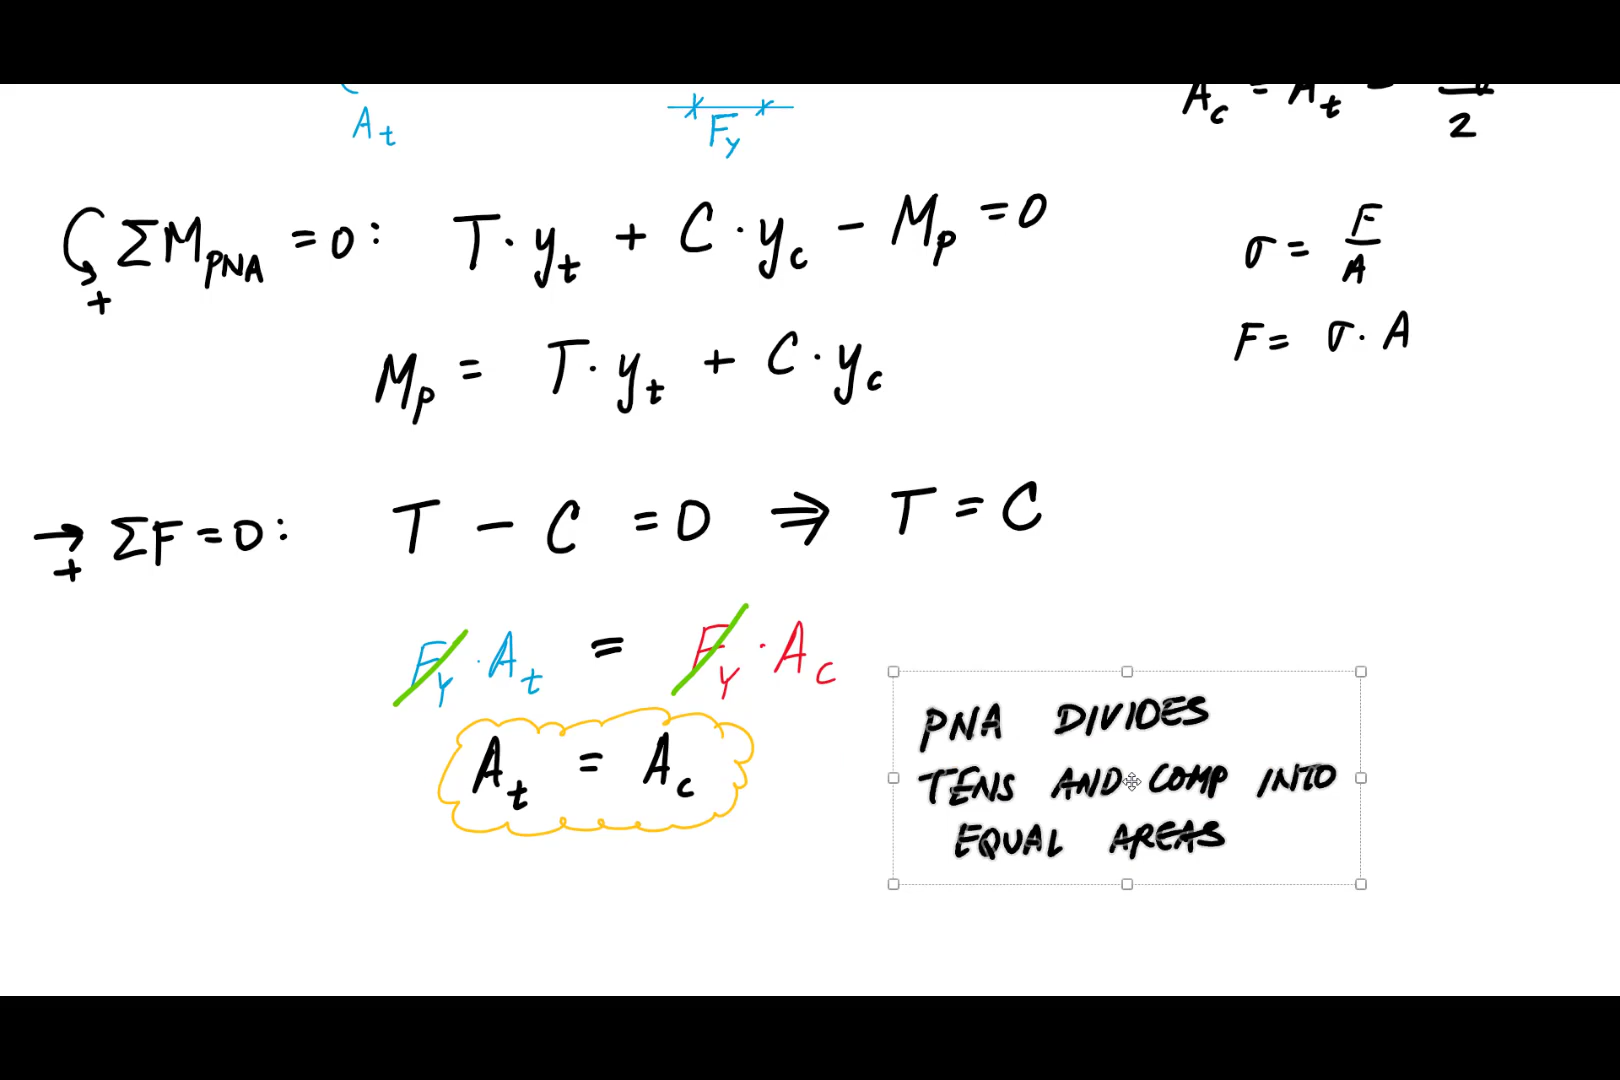 A_t
F_y
A_c = A_t =
2
ΣM_PNA = 0: T · y_t + C · y_c − M_p = 0
+
σ = F/A
M_p = T · y_t + C · y_c
F = σ · A
→ ΣF = 0: T − C = 0 ⇒ T = C
+
F_y · A_t = F_y · A_c
A_t = A_c
PNA DIVIDES
TENS AND COMP INTO
EQUAL AREAS